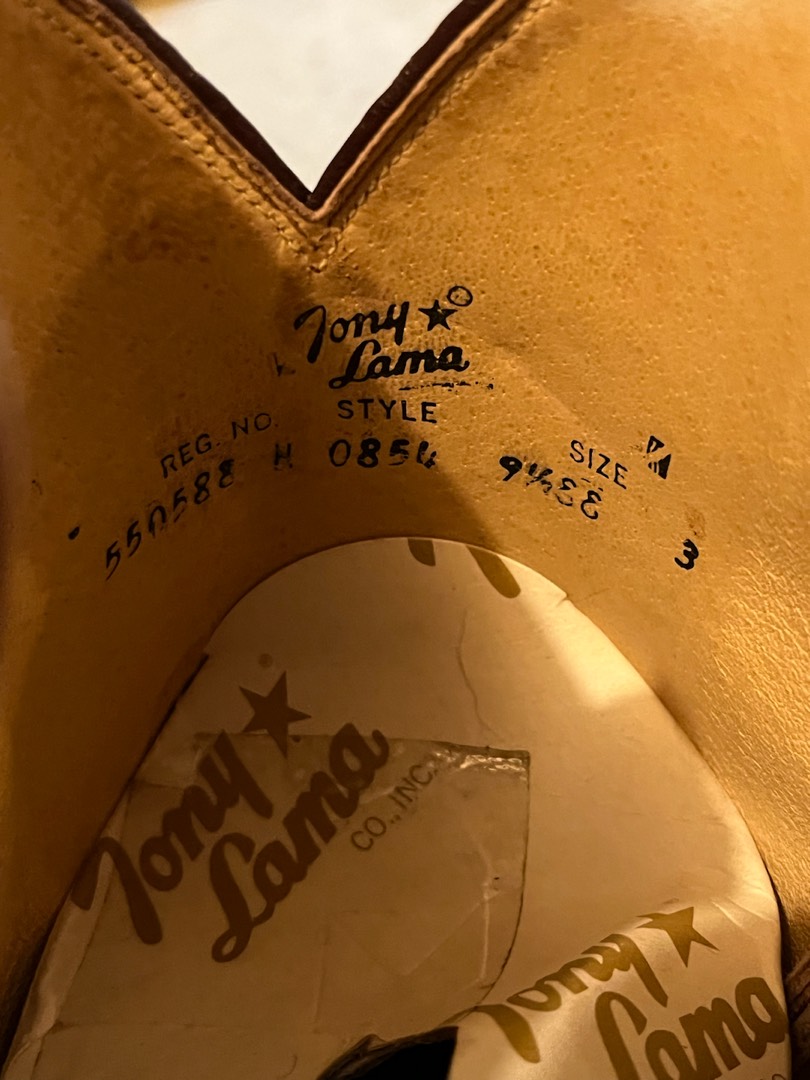 Tony
Lama
STYLE
REG. NO.
SIZE
550588 H 0854 9½EE
3
Tony
Lama
CO., INC.
Tony
Lama